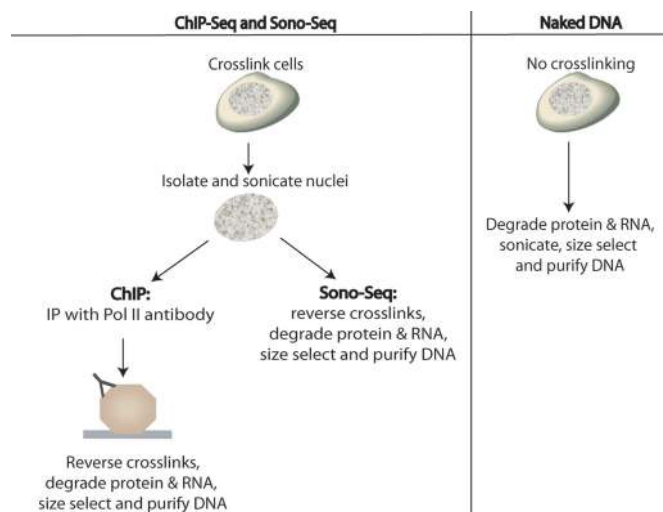 ChIP-Seq and Sono-Seq
Naked DNA
Crosslink cells
No crosslinking
Isolate and sonicate nuclei
Degrade protein & RNA,
sonicate, size select
and purify DNA
ChIP:
IP with Pol II antibody
Sono-Seq:
reverse crosslinks,
degrade protein & RNA,
size select and purify DNA
Reverse crosslinks,
degrade protein & RNA,
size select and purify DNA